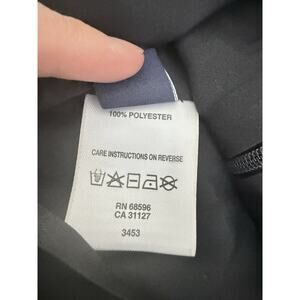 100% POLYESTER
CARE INSTRUCTIONS ON REVERSE
RN 68596
CA 31127
3453